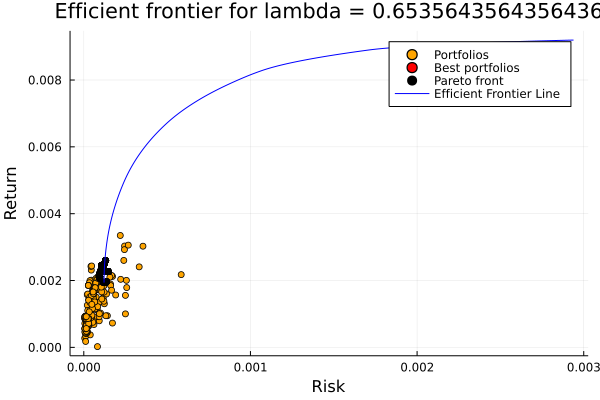 Efficient frontier for lambda = 0.6535643564356436
Portfolios
Best portfolios
Pareto front
Efficient Frontier Line
Return
0.008
0.006
0.004
0.002
0.000
0.000
0.001
0.002
0.003
Risk